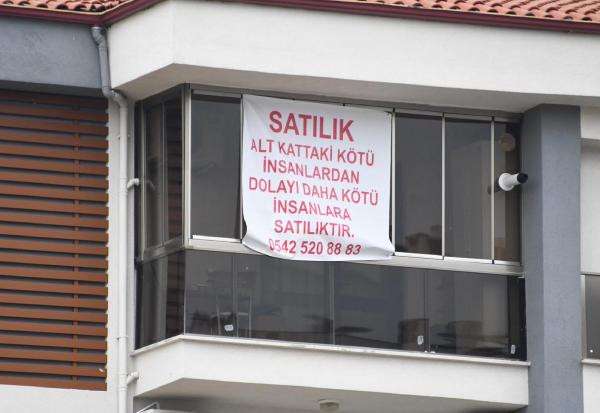 SATILIK
ALT KATTAKİ KÖTÜ
İNSANLARDAN
DOLAYI DAHA KÖTÜ
İNSANLARA
SATILIKTIR.
0542 520 88 83